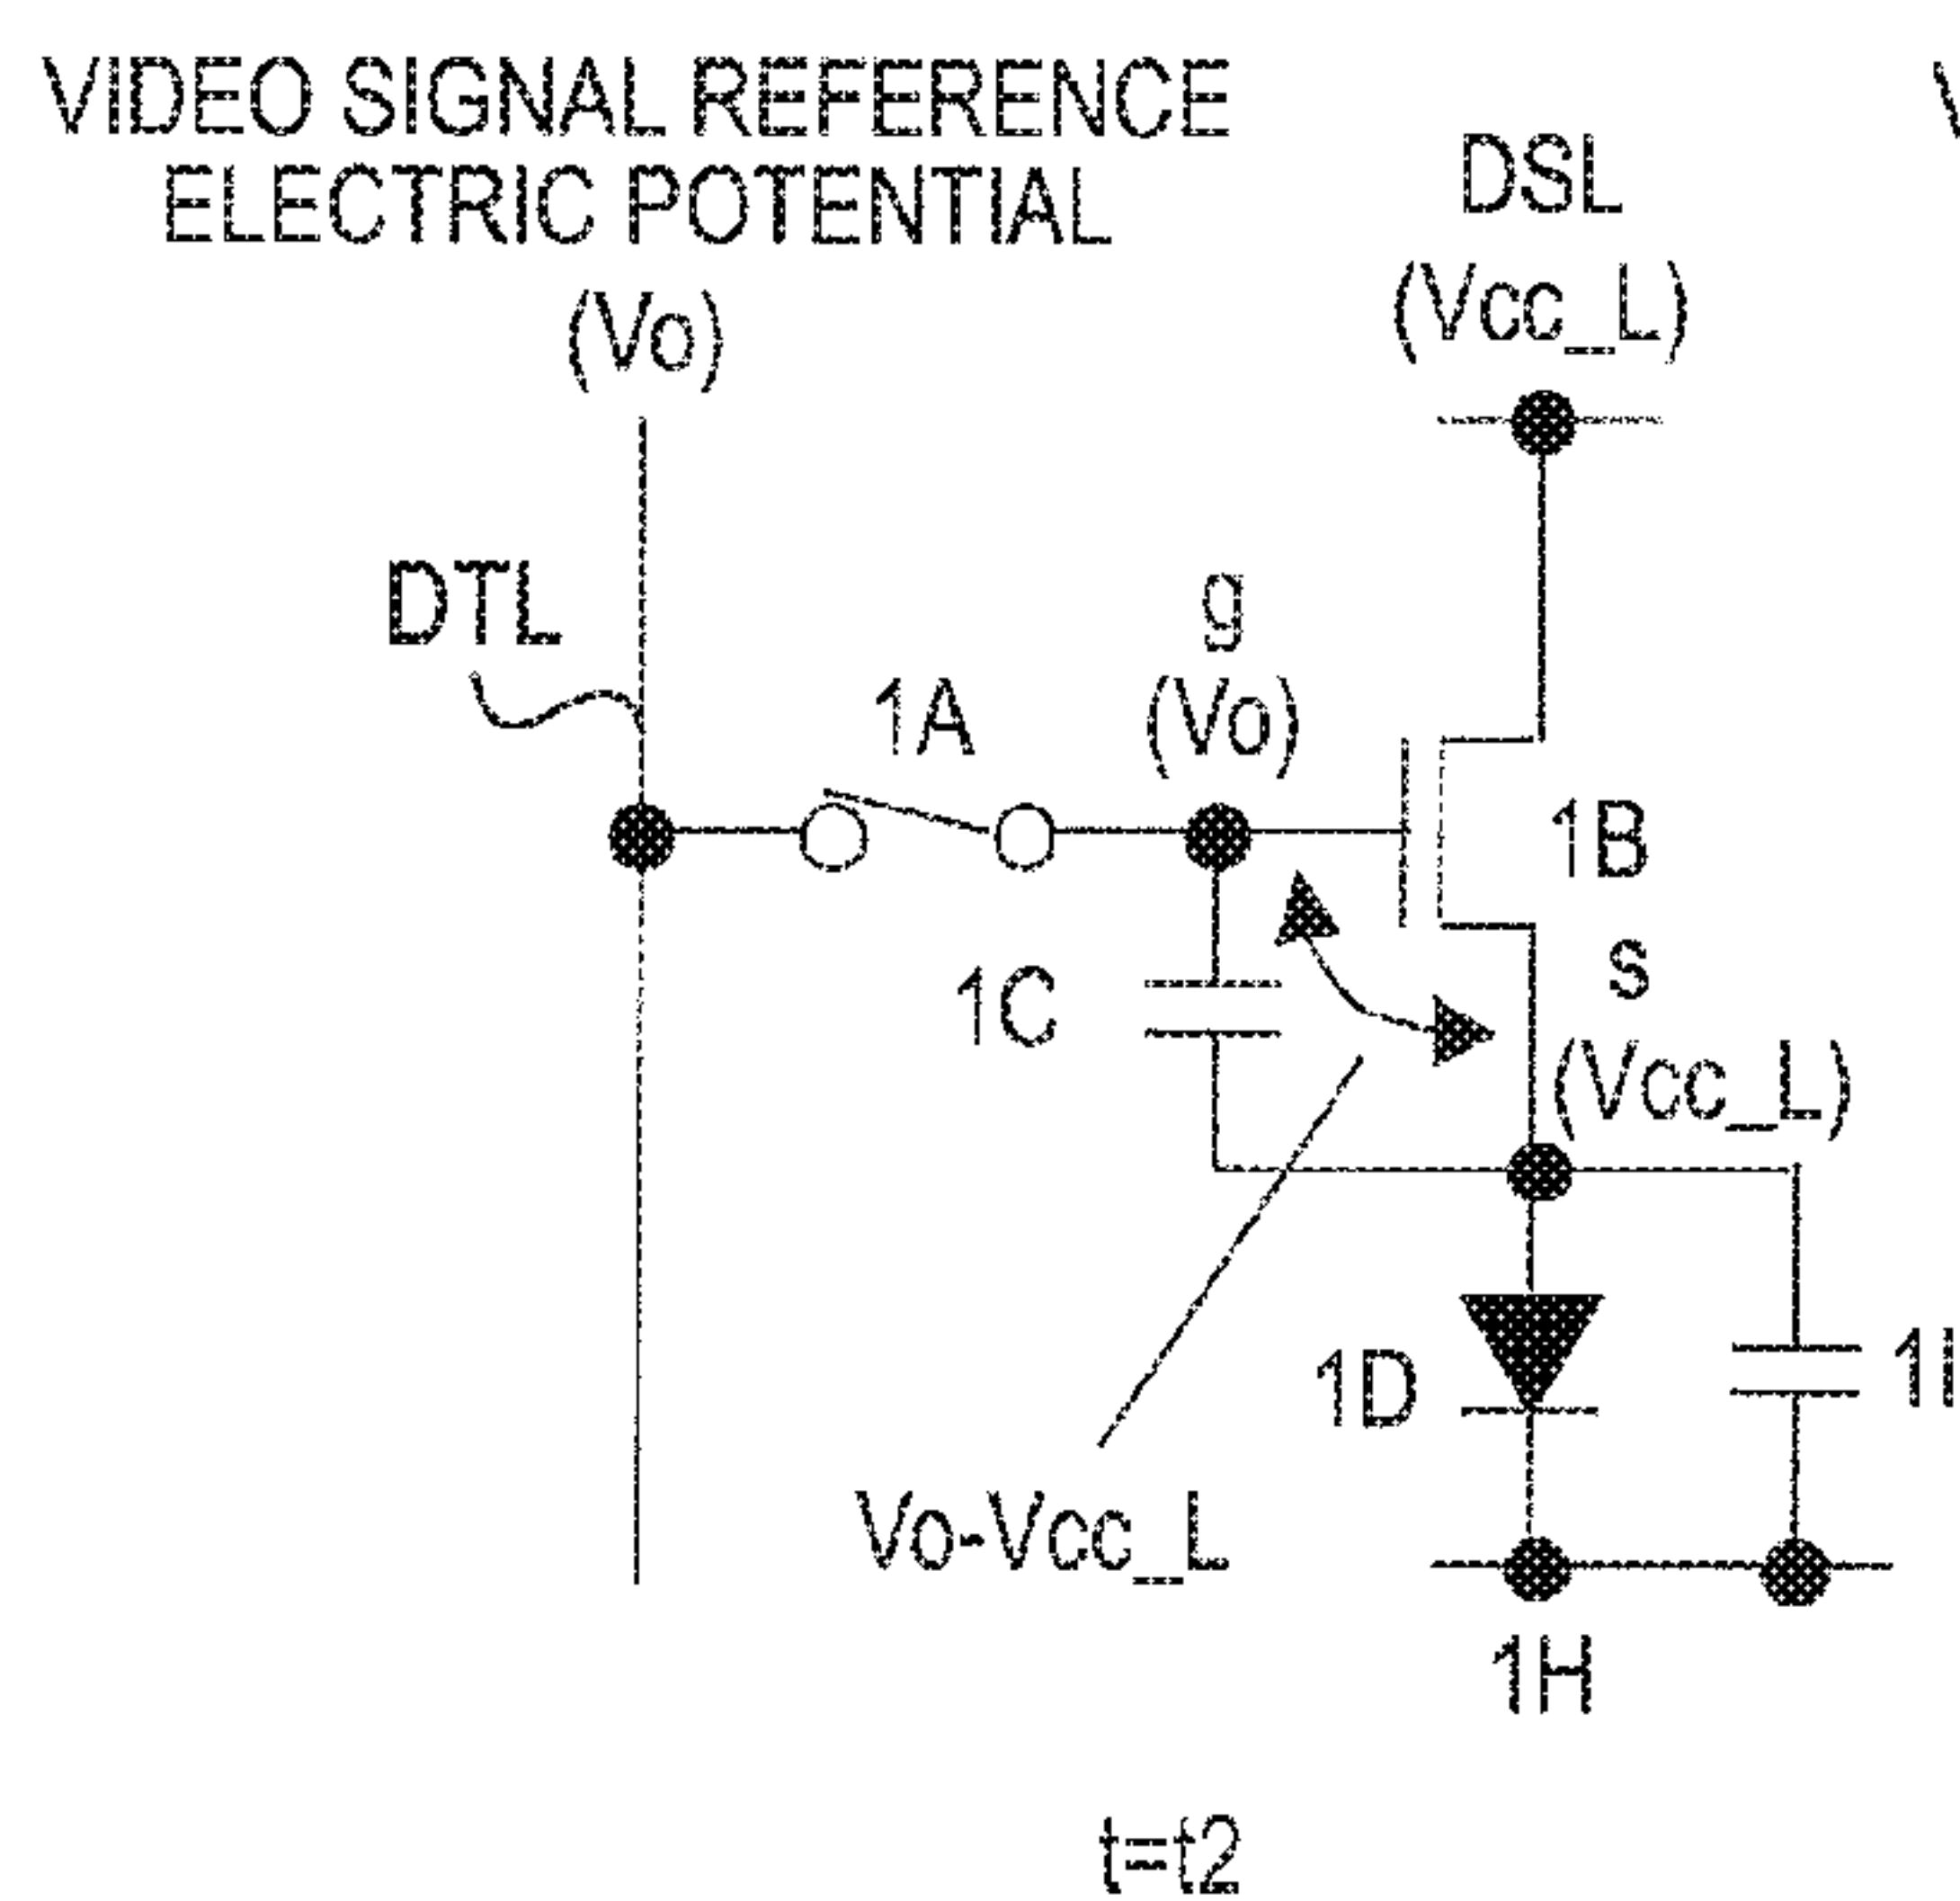 VIDEO SIGNAL REFERENCE
ELECTRIC POTENTIAL
(Vo)
DSL
(Vcc_L)
DTL
g
(Vo)
1A
1B
s
(Vcc_L)
1C
1D
1I
Vo-Vcc_L
1H
t=t2